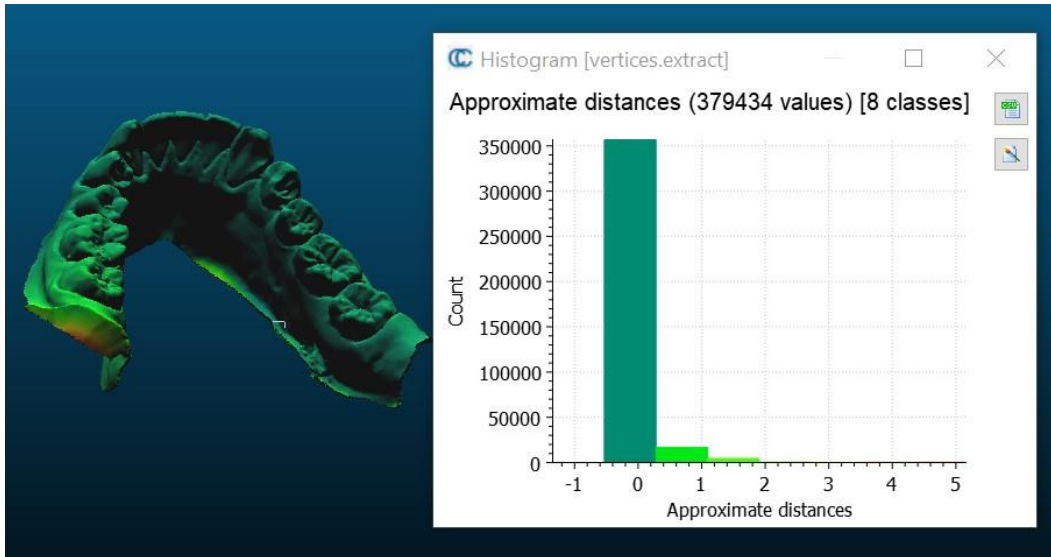 Histogram [vertices.extract]
Approximate distances (379434 values) [8 classes]
350000
300000
250000
200000
150000
100000
50000
0
Count
-1 0 1 2 3 4 5
Approximate distances